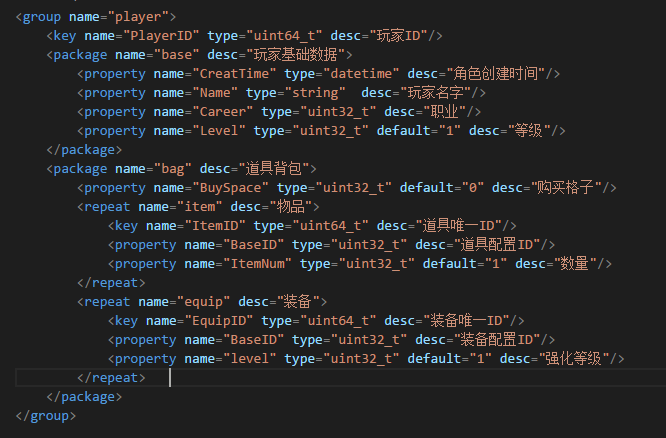 <group name="player">
<key name="PlayerID" type="uint64_t" desc="玩家ID"/>
<package name="base" desc="玩家基础数据">
<property name="CreatTime" type="datetime" desc="角色创建时间"/>
<property name="Name" type="string"  desc="玩家名字"/>
<property name="Career" type="uint32_t" desc="职业"/>
<property name="Level" type="uint32_t" default="1" desc="等级"/>
</package>
<package name="bag" desc="道具背包">
<property name="BuySpace" type="uint32_t" default="0" desc="购买格子"/>
<repeat name="item" desc="物品">
<key name="ItemID" type="uint64_t" desc="道具唯一ID"/>
<property name="BaseID" type="uint32_t" desc="道具配置ID"/>
<property name="ItemNum" type="uint32_t" default="1" desc="数量"/>
</repeat>
<repeat name="equip" desc="装备">
<key name="EquipID" type="uint64_t" desc="装备唯一ID"/>
<property name="BaseID" type="uint32_t" desc="装备配置ID"/>
<property name="level" type="uint32_t" default="1" desc="强化等级"/>
</repeat>
</package>
</group>